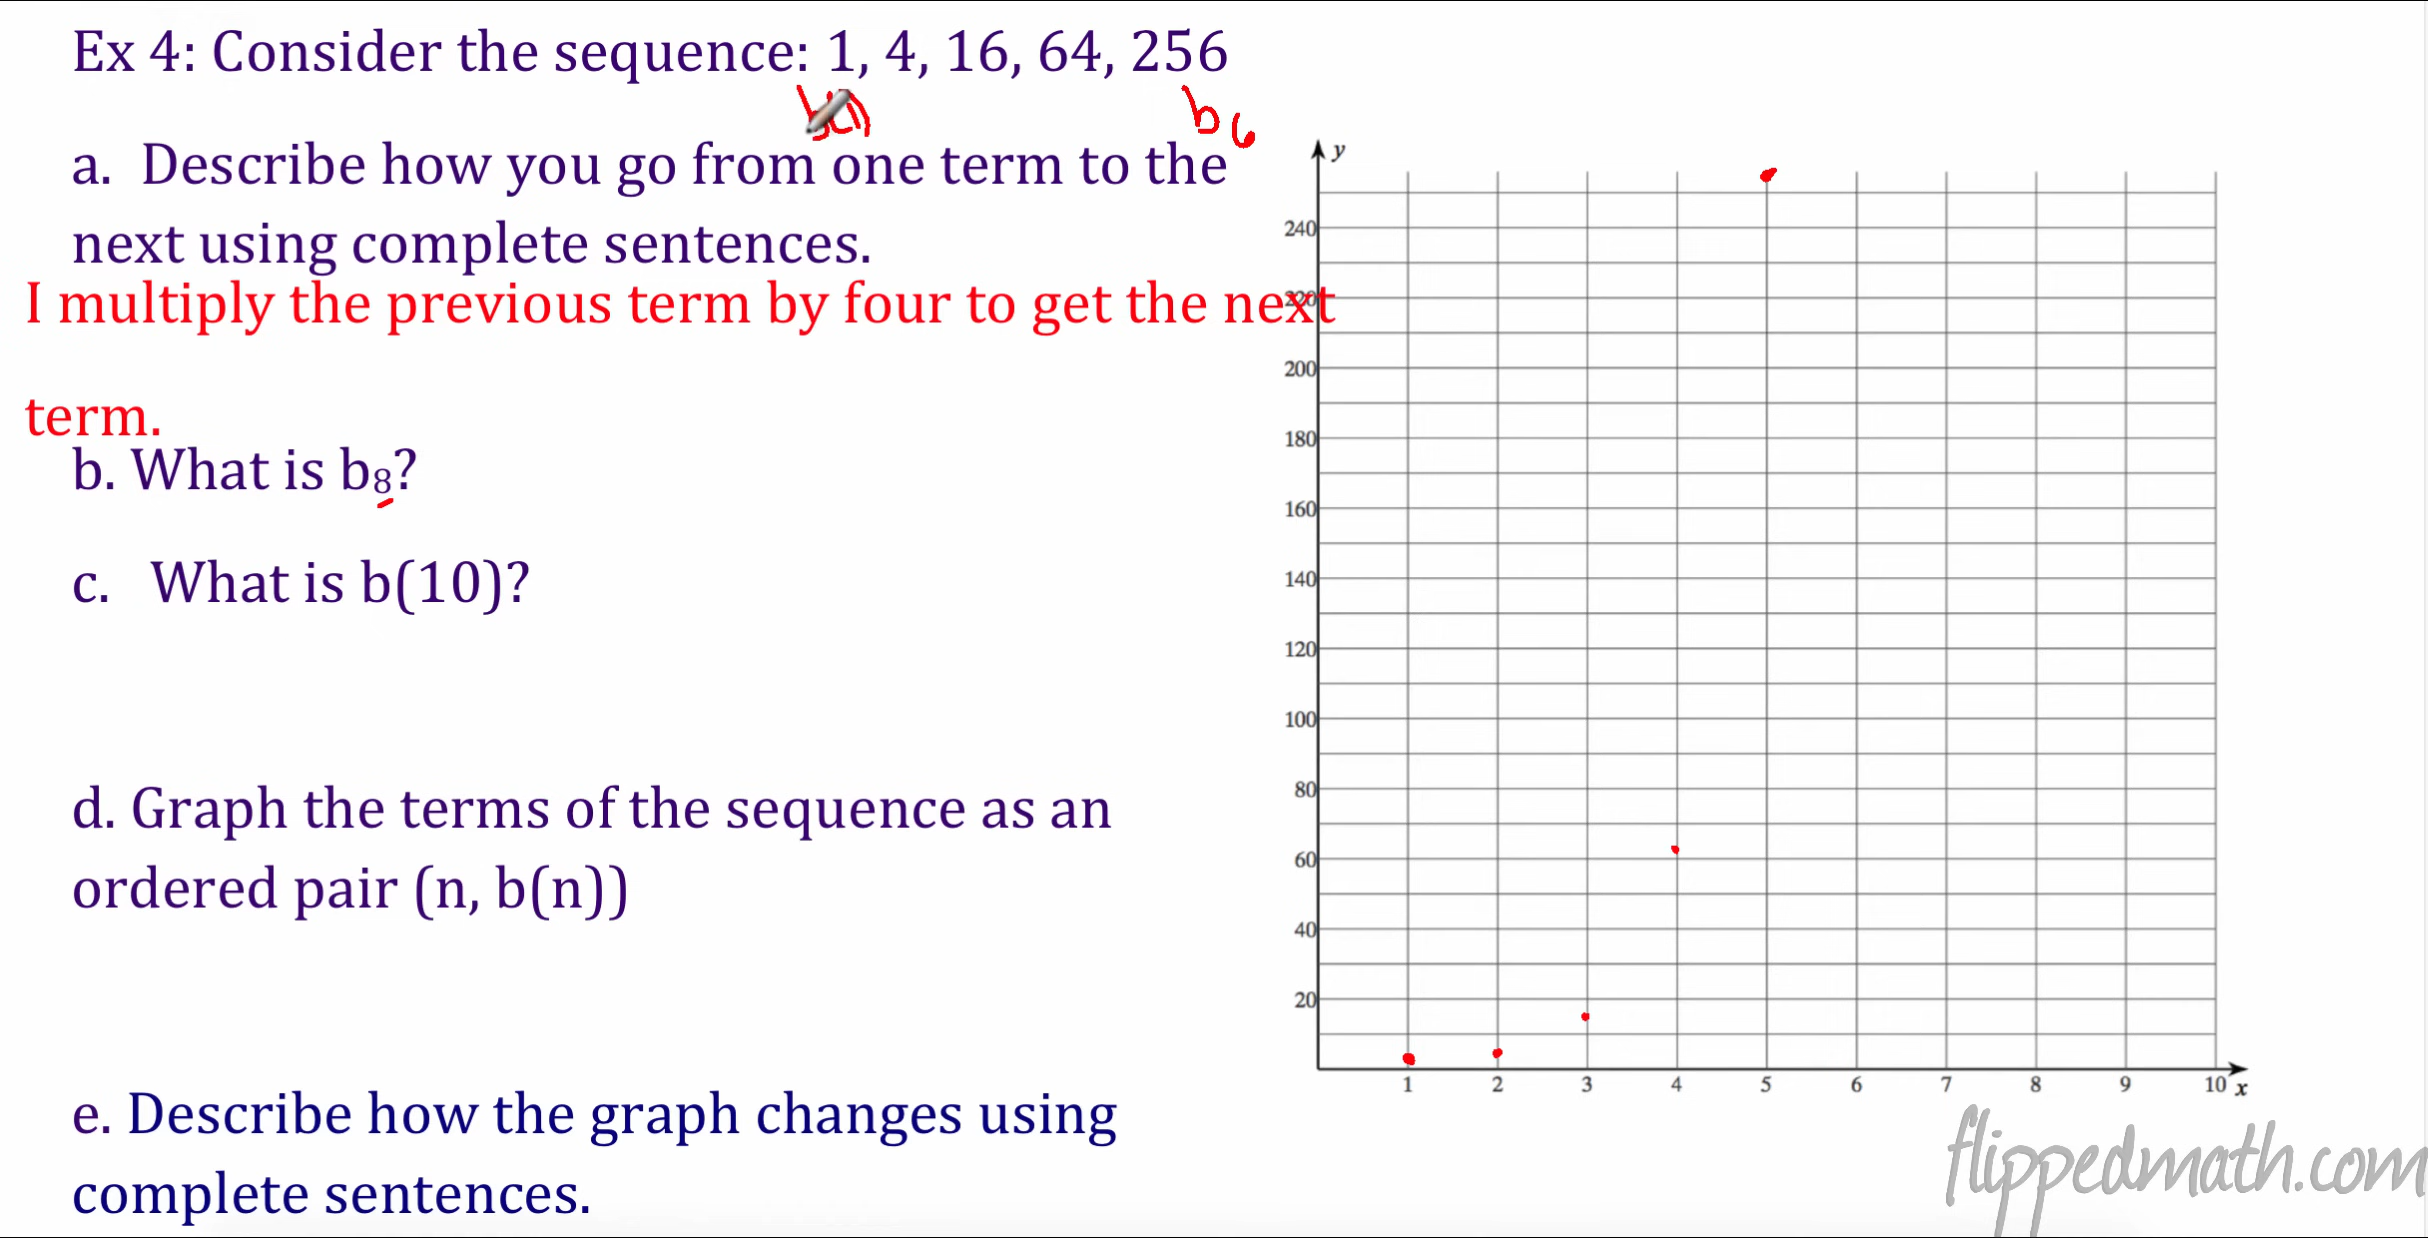 Ex 4: Consider the sequence: 1, 4, 16, 64, 256
b6
a. Describe how you go from one term to the
next using complete sentences.
I multiply the previous term by four to get the next
term.
b. What is b8?
c. What is b(10)?
d. Graph the terms of the sequence as an
ordered pair (n, b(n))
e. Describe how the graph changes using
complete sentences.
y
240
220
200
180
160
140
120
100
80
60
40
20
1 2 3 4 5 6 7 8 9 10 x
flippedmath.com